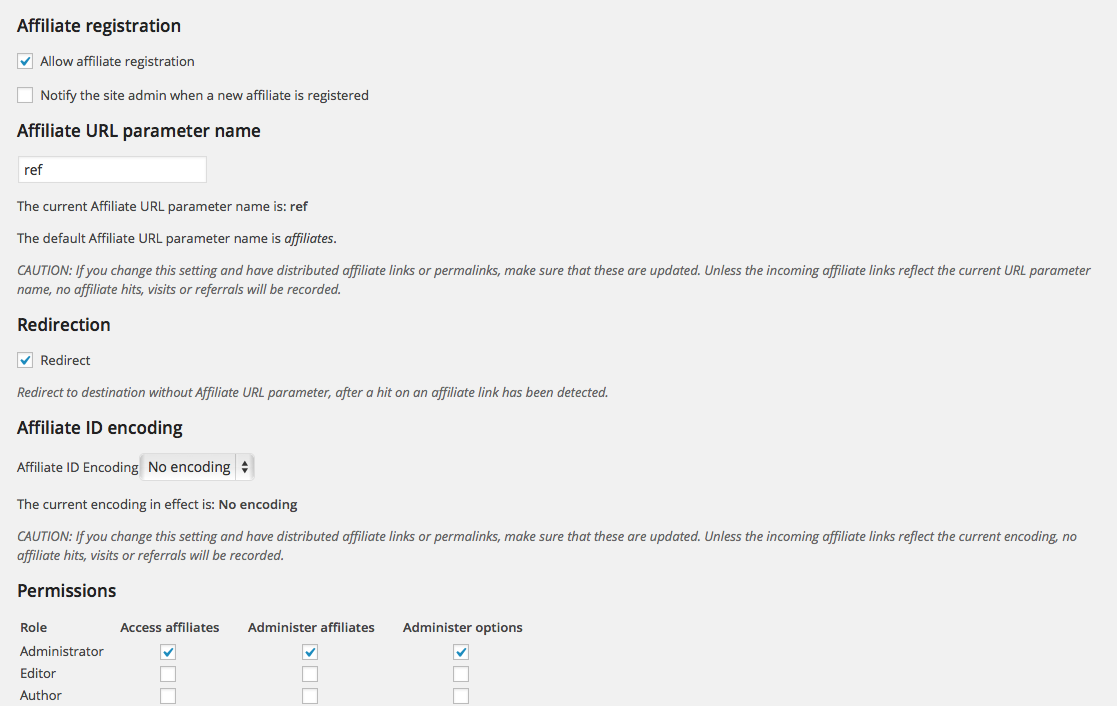 Affiliate registration
Allow affiliate registration
Notify the site admin when a new affiliate is registered
Affiliate URL parameter name
ref
The current Affiliate URL parameter name is: ref
The default Affiliate URL parameter name is affiliates.
CAUTION: If you change this setting and have distributed affiliate links or permalinks, make sure that these are updated. Unless the incoming affiliate links reflect the current URL parameter
name, no affiliate hits, visits or referrals will be recorded.
Redirection
Redirect
Redirect to destination without Affiliate URL parameter, after a hit on an affiliate link has been detected.
Affiliate ID encoding
Affiliate ID Encoding No encoding
The current encoding in effect is: No encoding
CAUTION: If you change this setting and have distributed affiliate links or permalinks, make sure that these are updated. Unless the incoming affiliate links reflect the current encoding, no
affiliate hits, visits or referrals will be recorded.
Permissions
Role Access affiliates Administer affiliates Administer options
Administrator
Editor
Author